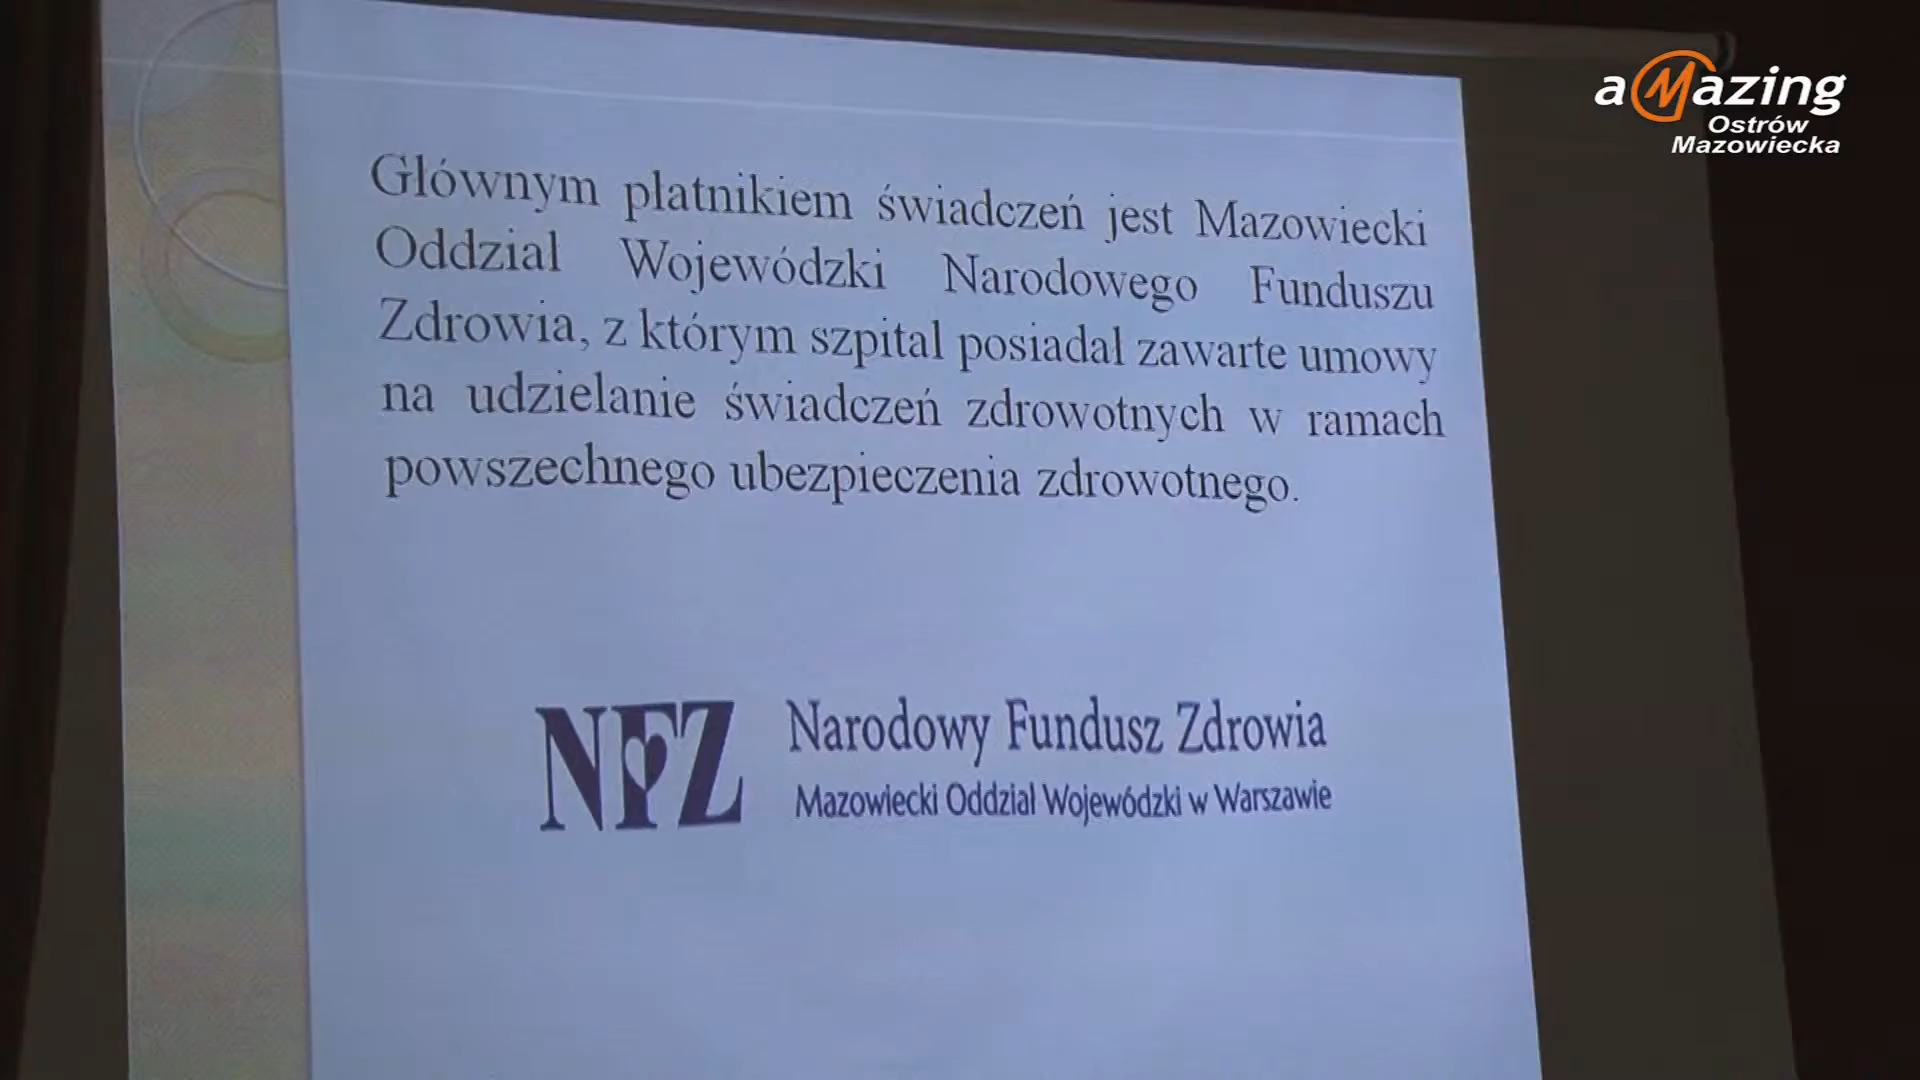 aMazing
Ostrów
Mazowiecka
Głównym płatnikiem świadczeń jest Mazowiecki
Oddział Wojewódzki Narodowego Funduszu
Zdrowia, z którym szpital posiadał zawarte umowy
na udzielanie świadczeń zdrowotnych w ramach
powszechnego ubezpieczenia zdrowotnego.
NFZ Narodowy Fundusz Zdrowia
Mazowiecki Oddział Wojewódzki w Warszawie